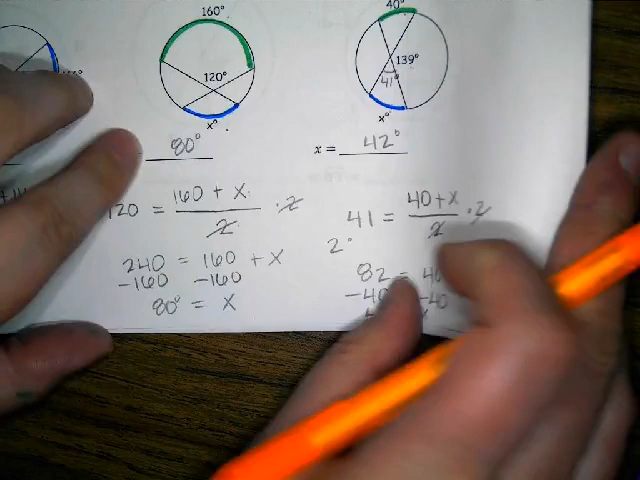 160°
120°
x°
80°
40°
139°
41°
x°
x = 42°
120 = 160 + x / 2 · 2
240 = 160 + x
-160 -160
80° = x
41 = 40 + x / 2 · 2
2·
82 = 40
-40 -40